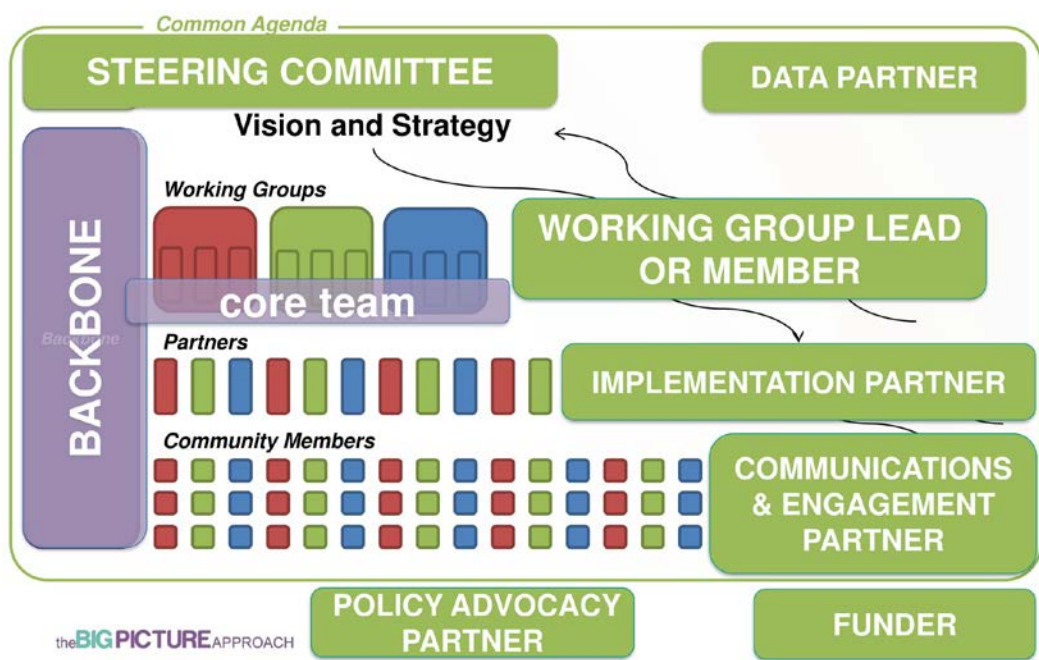 Common Agenda
STEERING COMMITTEE
DATA PARTNER
Vision and Strategy
Working Groups
WORKING GROUP LEAD
OR MEMBER
core team
BACKBONE
Backbone
Partners
IMPLEMENTATION PARTNER
Community Members
COMMUNICATIONS
& ENGAGEMENT
PARTNER
POLICY ADVOCACY
PARTNER
FUNDER
theBIGPICTUREAPPROACH